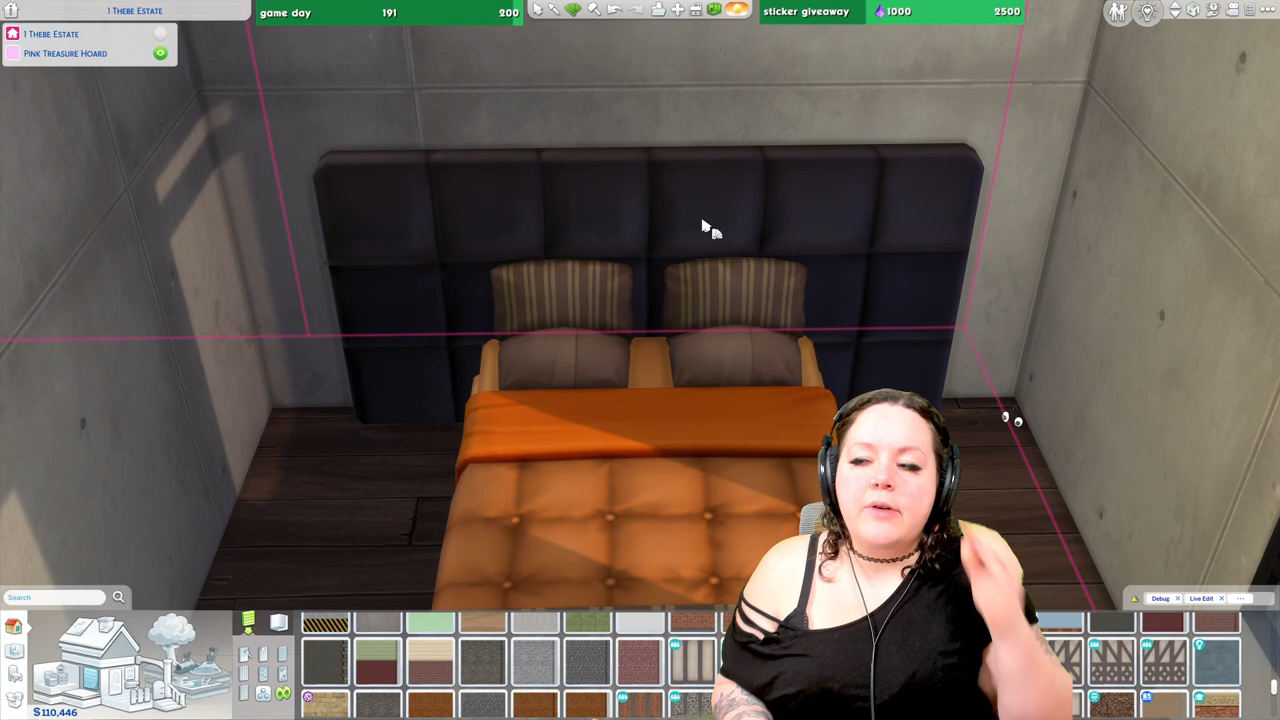 1 Thebe Estate
game day 191 200
sticker giveaway 1000 2500
1 Thebe Estate
Pink Treasure Hoard
Search
Debug
Live Edit
§110,446